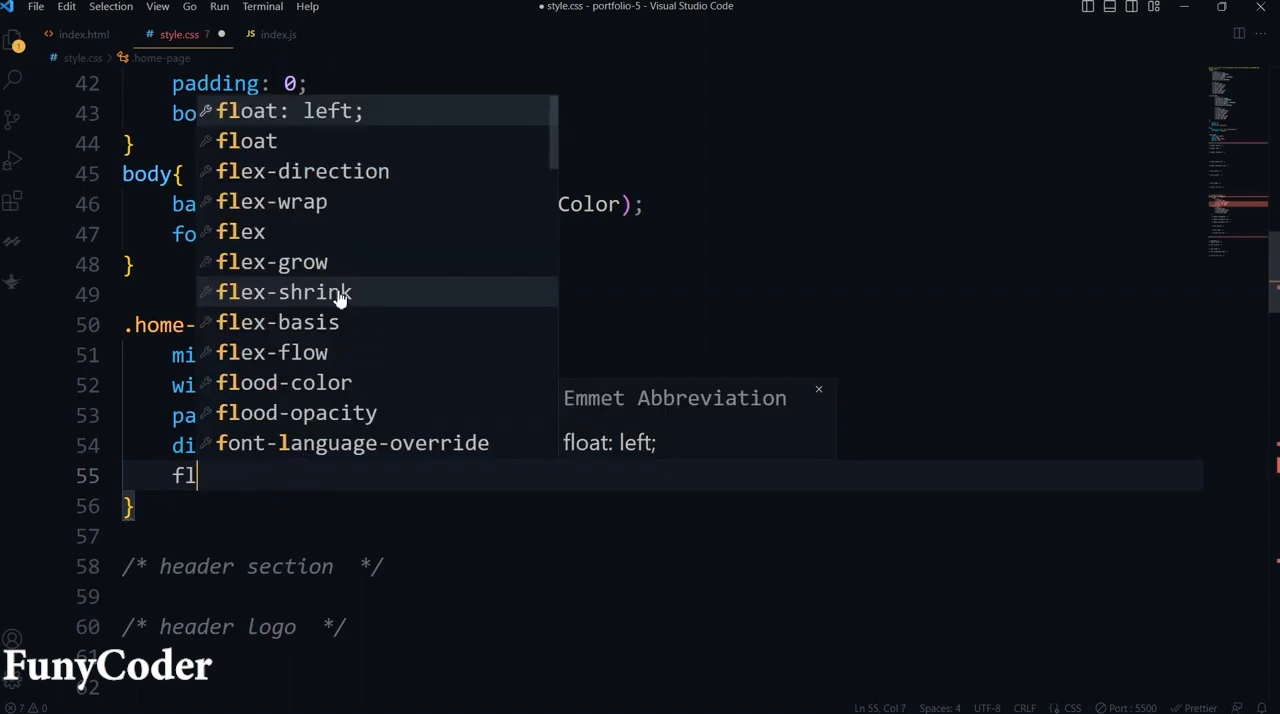 File Edit Selection View Go Run Terminal Help
● style.css - portfolio-5 - Visual Studio Code
index.html
# style.css 7 ●
JS index.js
# style.css > .home-page
42 padding: 0;
43 bo
44 }
45 body{
46 ba Color);
47 fo
48 }
49
50 .home-
51 mi
52 wi
53 pa
54 di
55 fl
56 }
57
58 /* header section */
59
60 /* header logo */
62
float: left;
float
flex-direction
flex-wrap
flex
flex-grow
flex-shrink
flex-basis
flex-flow
flood-color
flood-opacity
font-language-override
Emmet Abbreviation
float: left;
1
FunyCoder
7 0
Ln 55, Col 7 Spaces: 4 UTF-8 CRLF CSS Port : 5500 Prettier